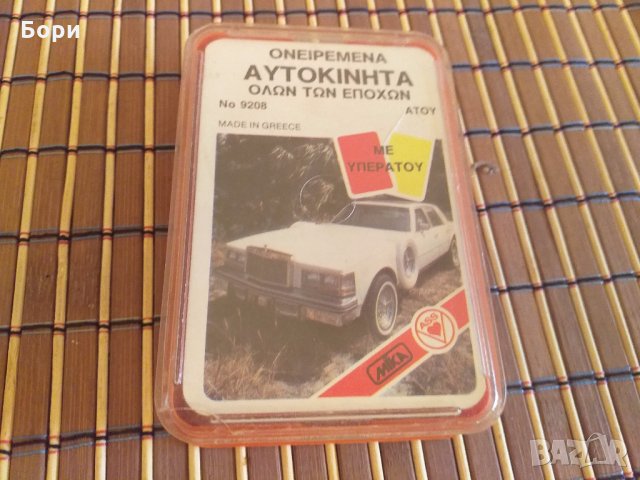 Бори
ΟΝΕΙΡΕΜΕΝΑ
ΑΥΤΟΚΙΝΗΤΑ
ΟΛΩΝ ΤΩΝ ΕΠΟΧΩΝ
No 9208
ΑΤΟΥ
MADE IN GREECE
ΜΕ
ΥΠΕΡΑΤΟΥ
ASS
MIKA
BAZAR